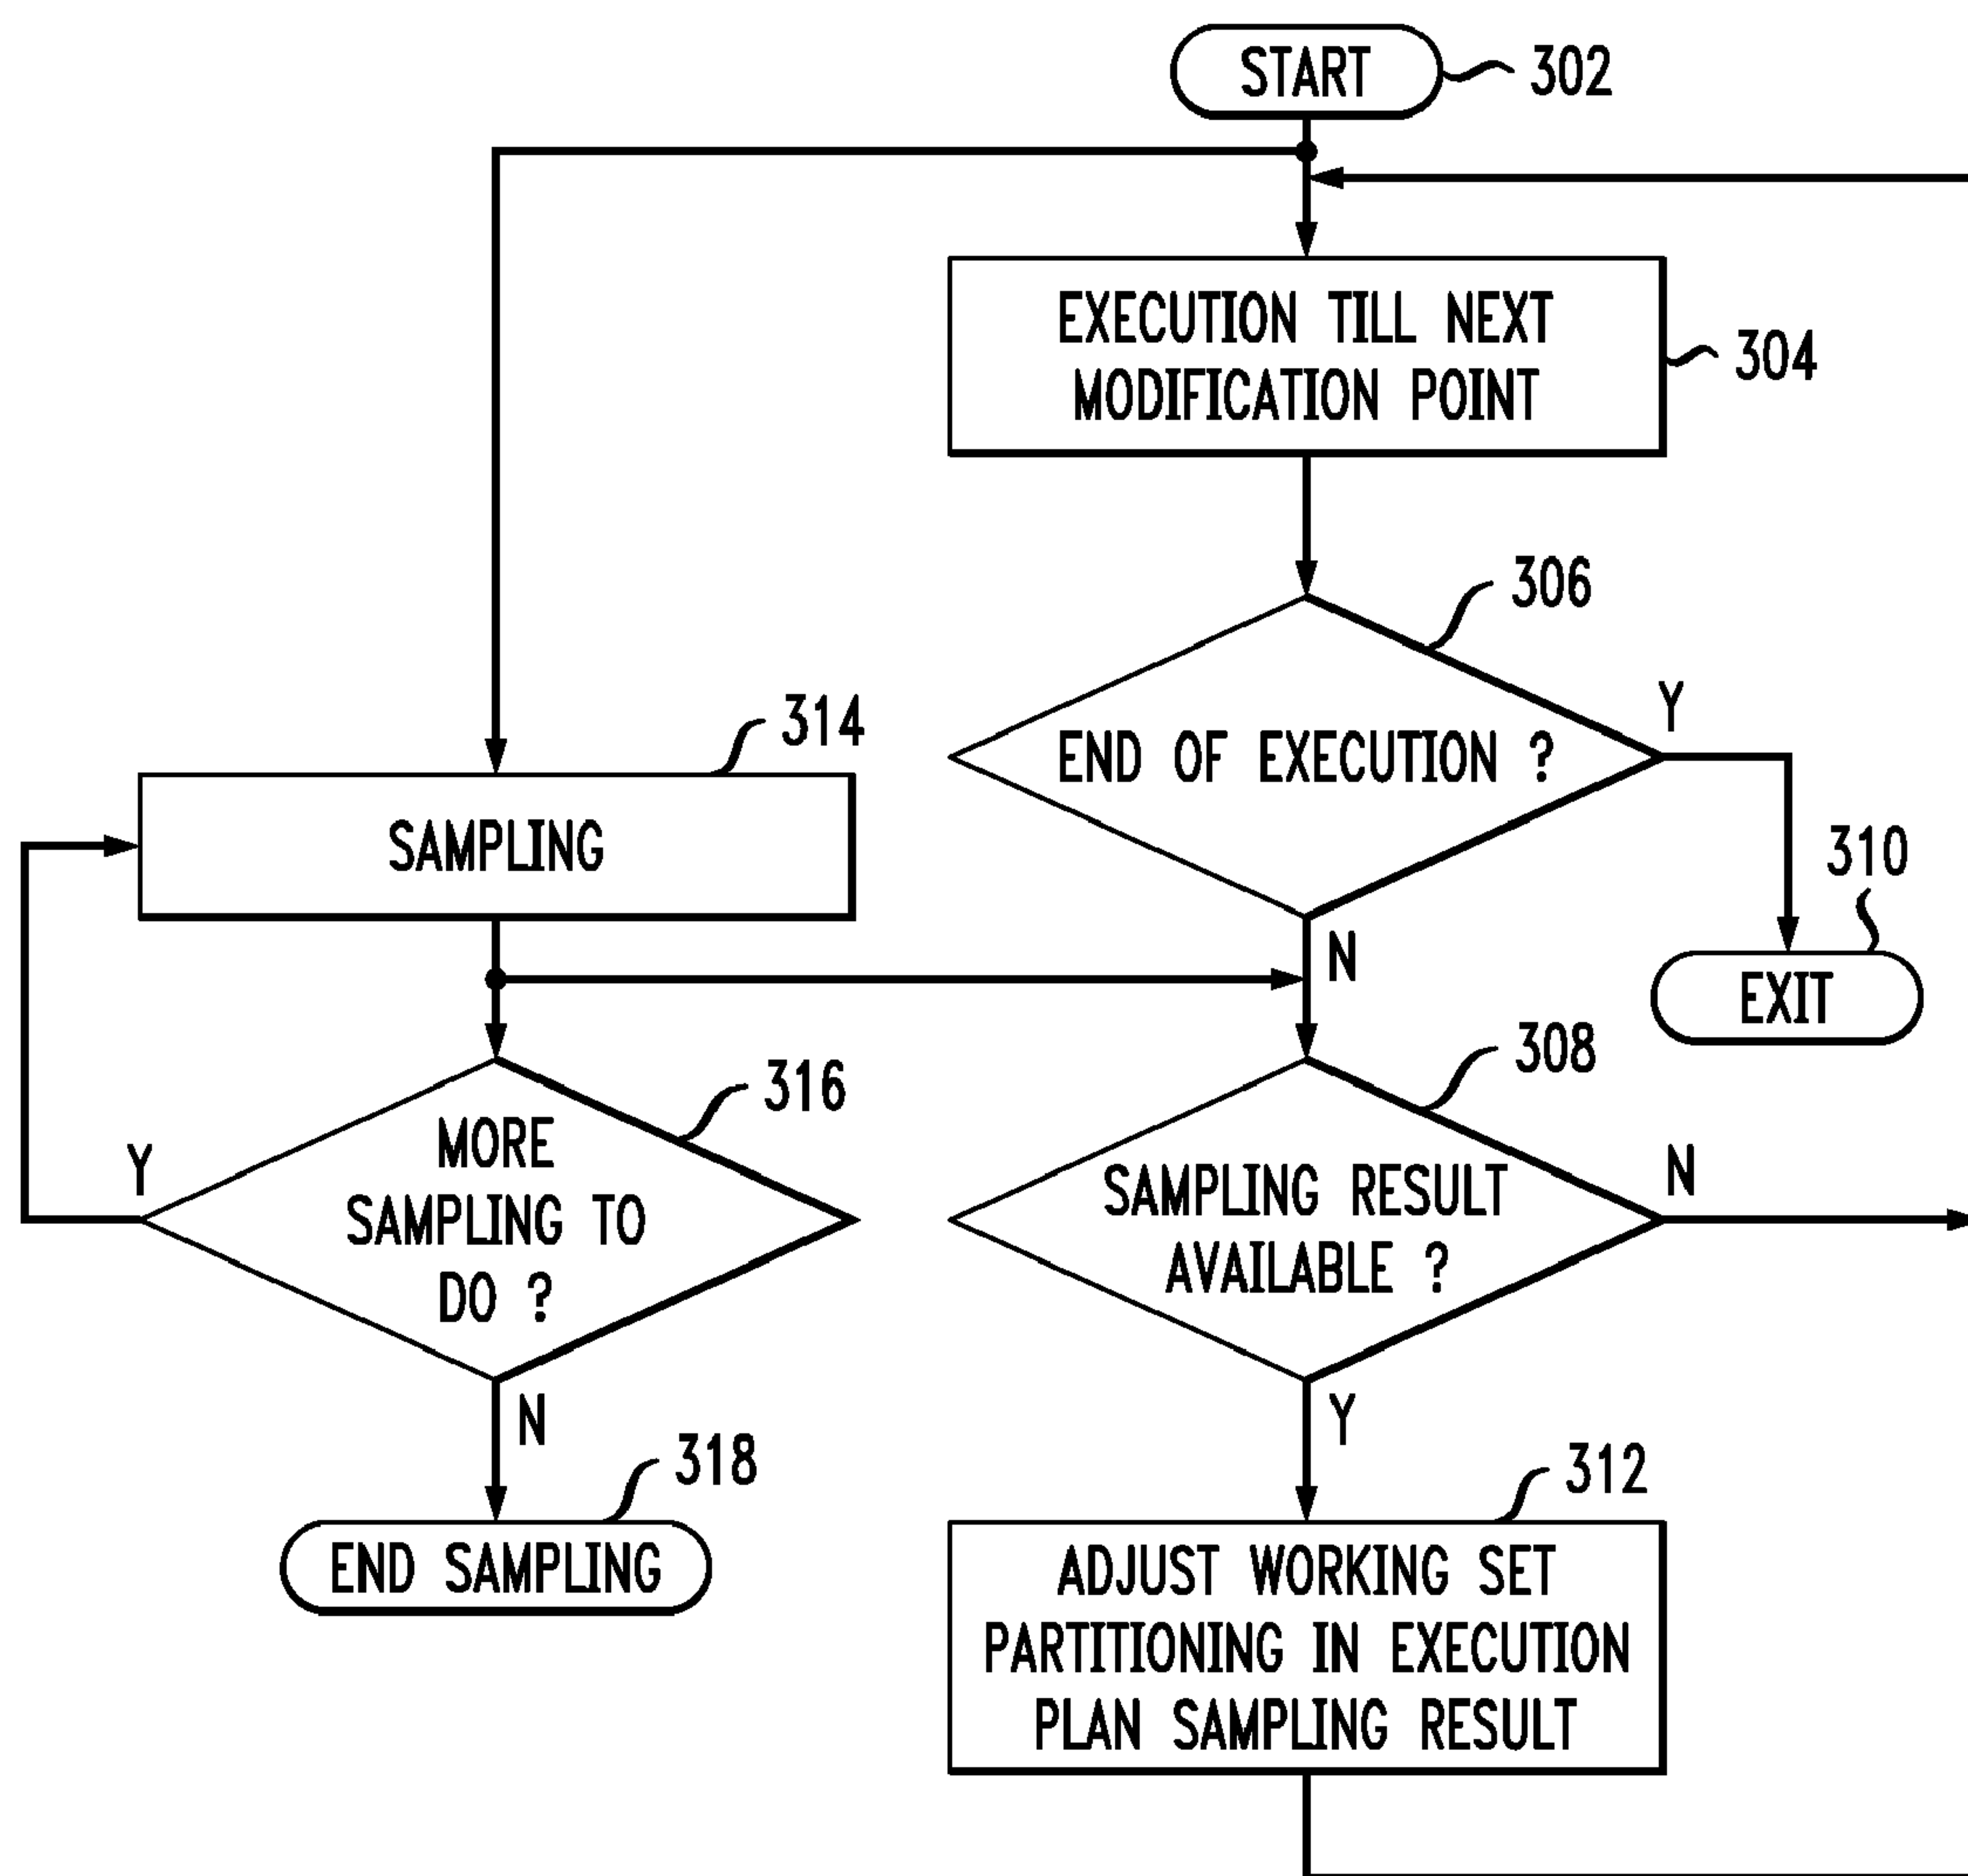 START
302
EXECUTION TILL NEXT
MODIFICATION POINT
304
306
END OF EXECUTION ?
Y
314
SAMPLING
310
EXIT
N
316
MORE
SAMPLING TO
DO ?
Y
308
SAMPLING RESULT
AVAILABLE ?
N
N
318
END SAMPLING
Y
312
ADJUST WORKING SET
PARTITIONING IN EXECUTION
PLAN SAMPLING RESULT